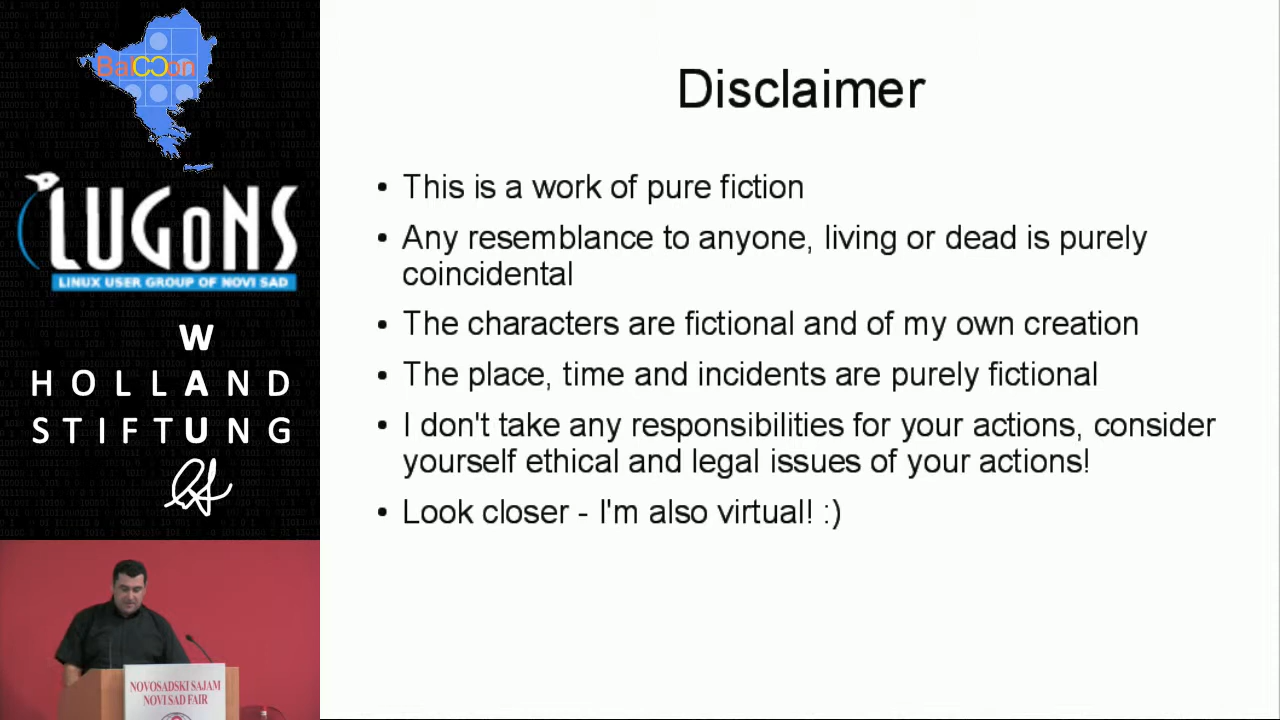 BalCCon
LUGoNS
LINUX USER GROUP OF NOVI SAD
W
HOLLAND
STIFTUNG
Disclaimer
• This is a work of pure fiction
• Any resemblance to anyone, living or dead is purely
coincidental
• The characters are fictional and of my own creation
• The place, time and incidents are purely fictional
• I don't take any responsibilities for your actions, consider
yourself ethical and legal issues of your actions!
• Look closer - I'm also virtual! :)
NOVOSADSKI SAJAM
NOVI SAD FAIR